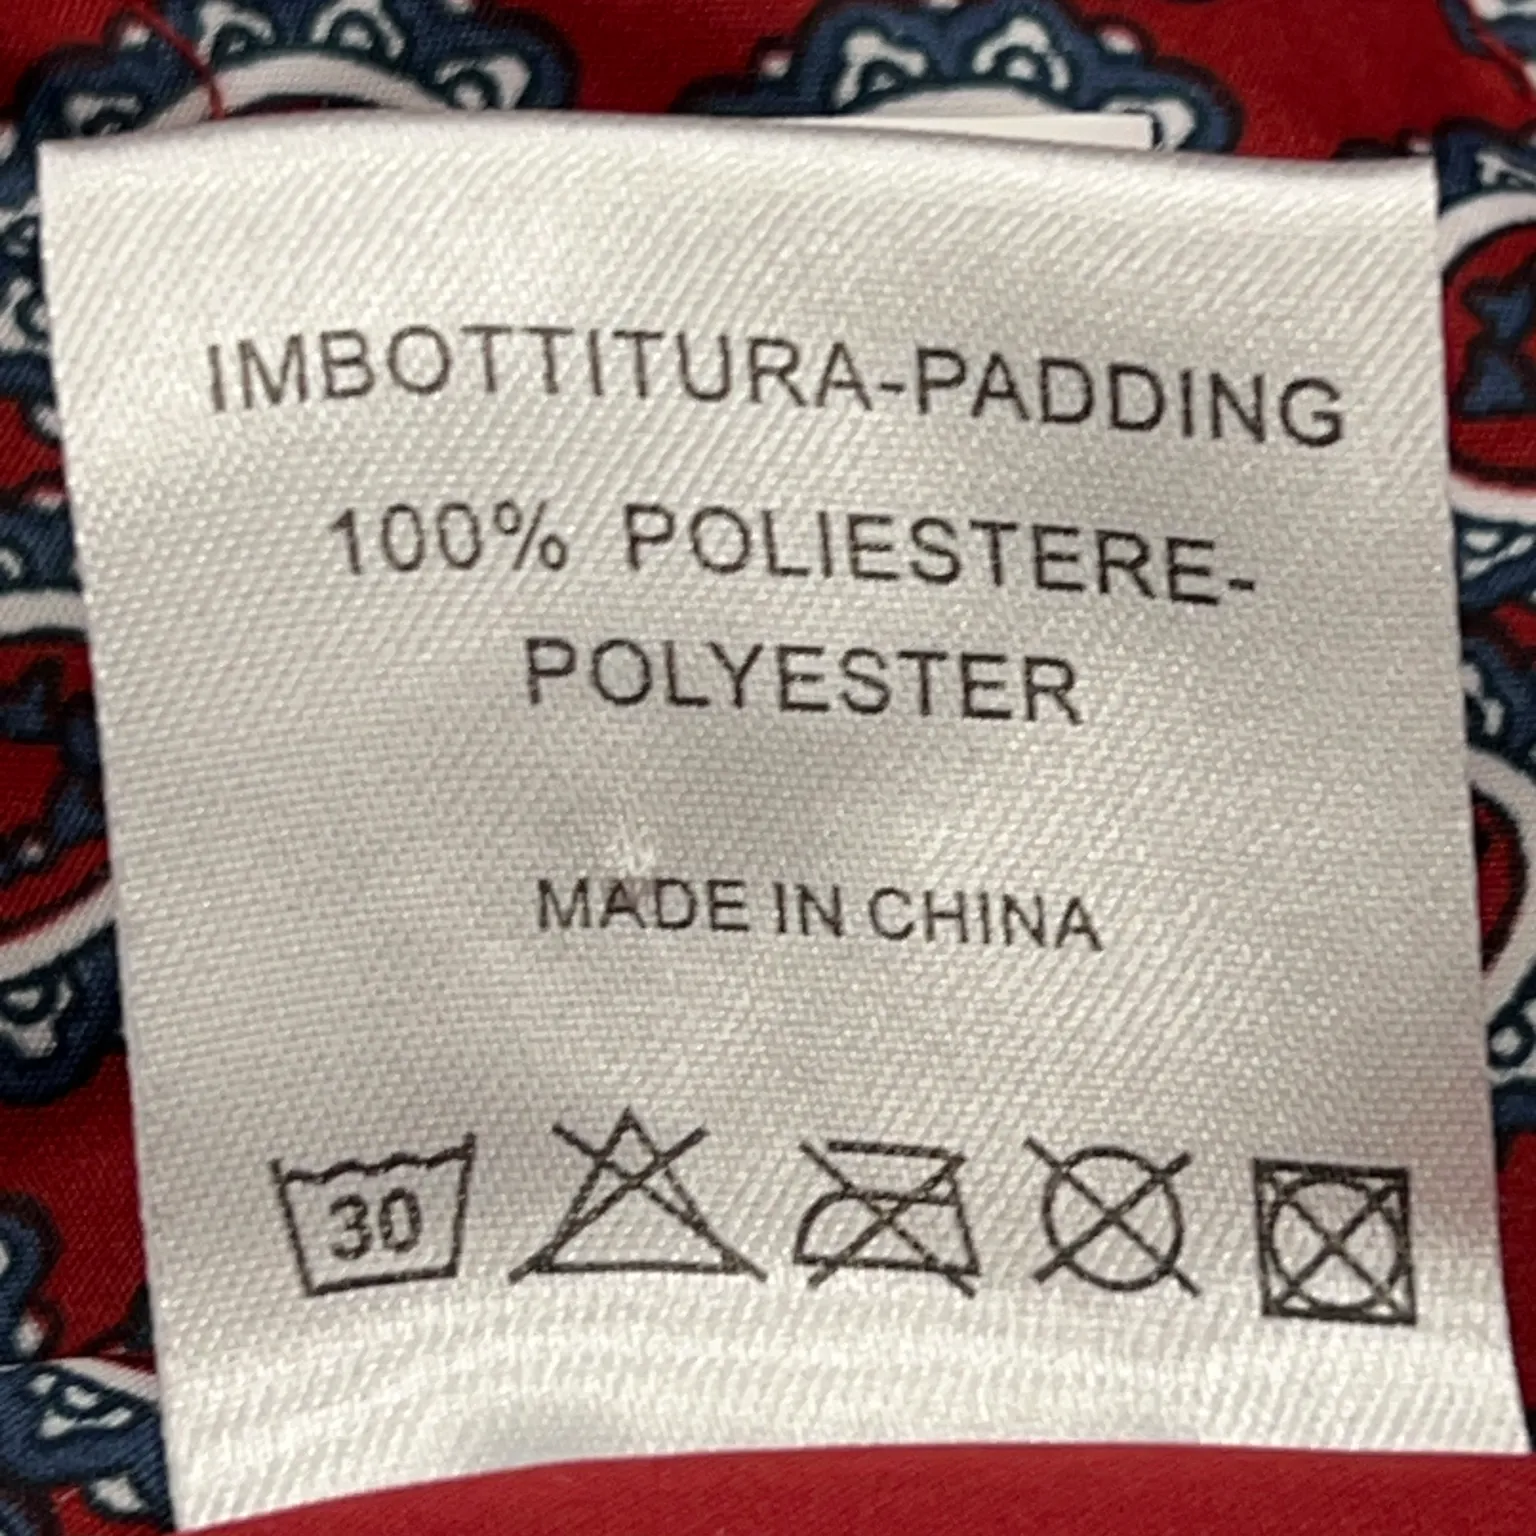 IMBOTTITURA-PADDING
100% POLIESTERE-
POLYESTER
MADE IN CHINA
30